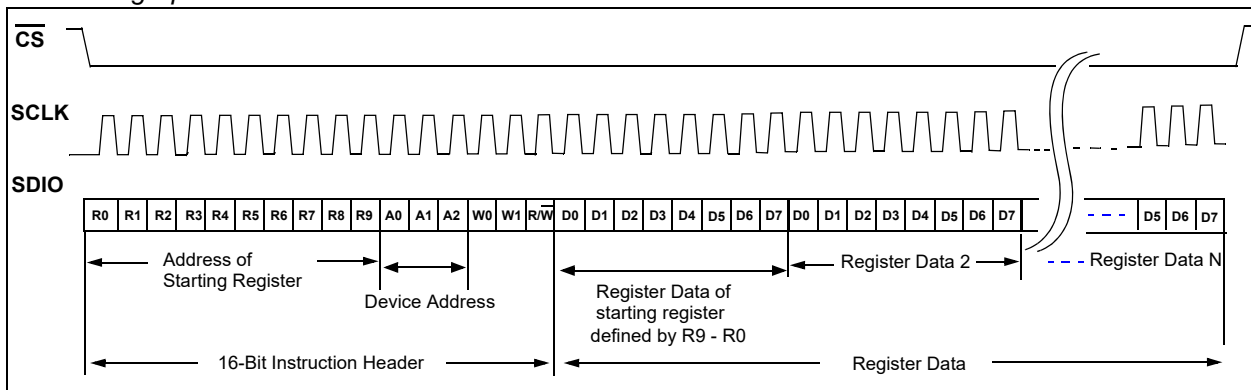 CS
SCLK
SDIO
R0 R1 R2 R3 R4 R5 R6 R7 R8 R9 A0 A1 A2 W0 W1 R/W D0 D1 D2 D3 D4 D5 D6 D7 D0 D1 D2 D3 D4 D5 D6 D7 D5 D6 D7
Address of
Starting Register
Device Address
Register Data of
starting register
defined by R9 - R0
Register Data 2
Register Data N
16-Bit Instruction Header
Register Data